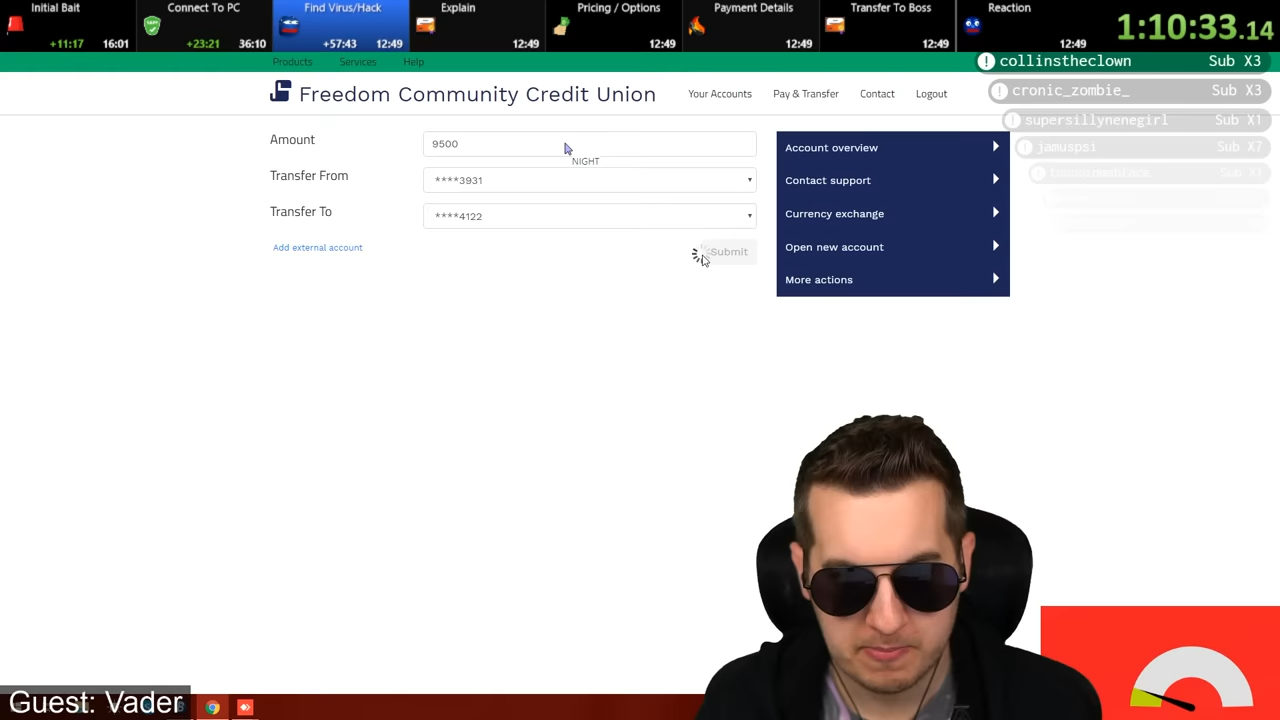 Initial Bait
+11:17 16:01
Connect To PC
+23:21 36:10
Find Virus/Hack
+57:43 12:49
Explain
12:49
Pricing / Options
12:49
Payment Details
12:49
Transfer To Boss
12:49
Reaction
12:49
1:10:33.14
Products Services Help
collinstheclown Sub X3
cronic_zombie_ Sub X3
supersillynenegirl Sub X1
jamuspsi Sub X7
Sub X1
Freedom Community Credit Union
Your Accounts Pay & Transfer Contact Logout
Amount 9500
NIGHT
Transfer From ****3931
Transfer To ****4122
Add external account
Submit
Account overview
Contact support
Currency exchange
Open new account
More actions
Guest: Vader